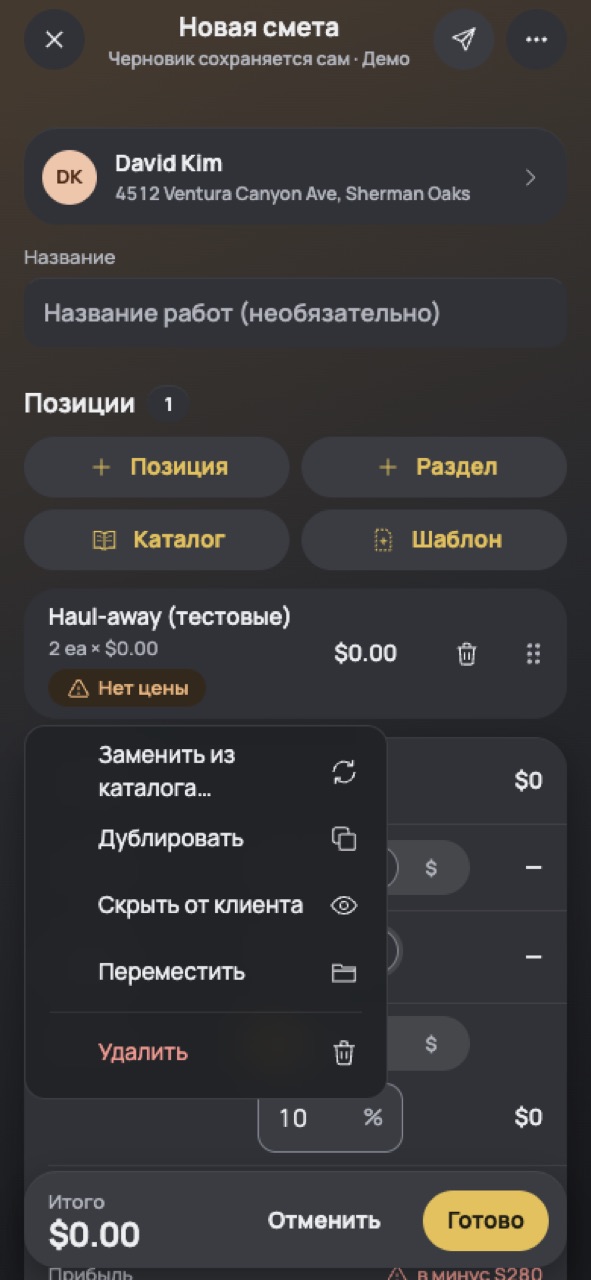 Новая смета
Черновик сохраняется сам · Демо
DK
David Kim
4512 Ventura Canyon Ave, Sherman Oaks
Название
Название работ (необязательно)
Позиции 1
+ Позиция
+ Раздел
Каталог
Шаблон
Haul-away (тестовые)
2 ea × $0.00
$0.00
Нет цены
Заменить из
каталога…
$0
Дублировать
$ –
Скрыть от клиента
Переместить
–
Удалить
$
10 %
$0
Итого
$0.00
Отменить
Готово
Прибыль
в минус $280